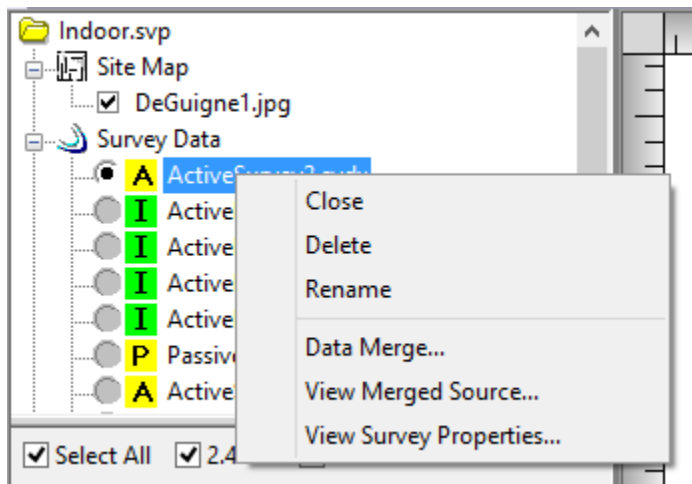 Indoor.svp
Site Map
DeGuigne1.jpg
Survey Data
A
I Active
I Active
I Active
I Active
P Passive
A Active
Close
Delete
Rename
Data Merge...
View Merged Source...
View Survey Properties...
Select All 2.4